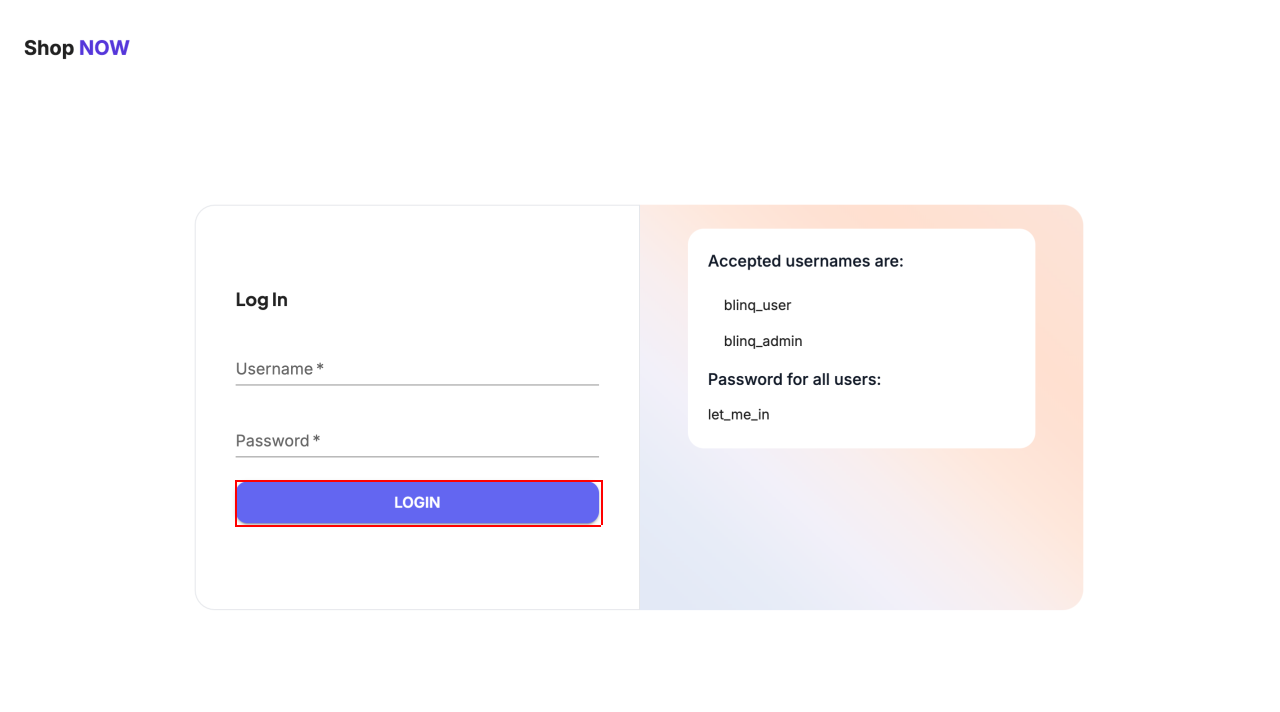 Shop NOW
Log In
Username *
Password *
LOGIN
Accepted usernames are:
blinq_user
blinq_admin
Password for all users:
let_me_in